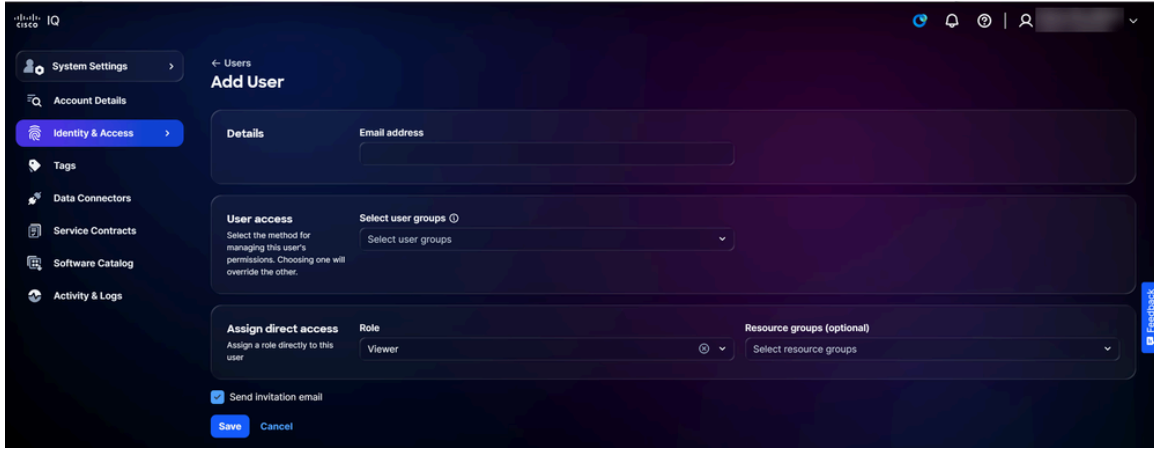 cisco IQ
System Settings
← Users
Add User
Account Details
Identity & Access
Tags
Data Connectors
Service Contracts
Software Catalog
Activity & Logs
Details
Email address
User access
Select the method for
managing this user's
permissions. Choosing one will
override the other.
Select user groups
Select user groups
Assign direct access
Assign a role directly to this
user
Role
Viewer
Resource groups (optional)
Select resource groups
Send invitation email
Save Cancel
Feedback